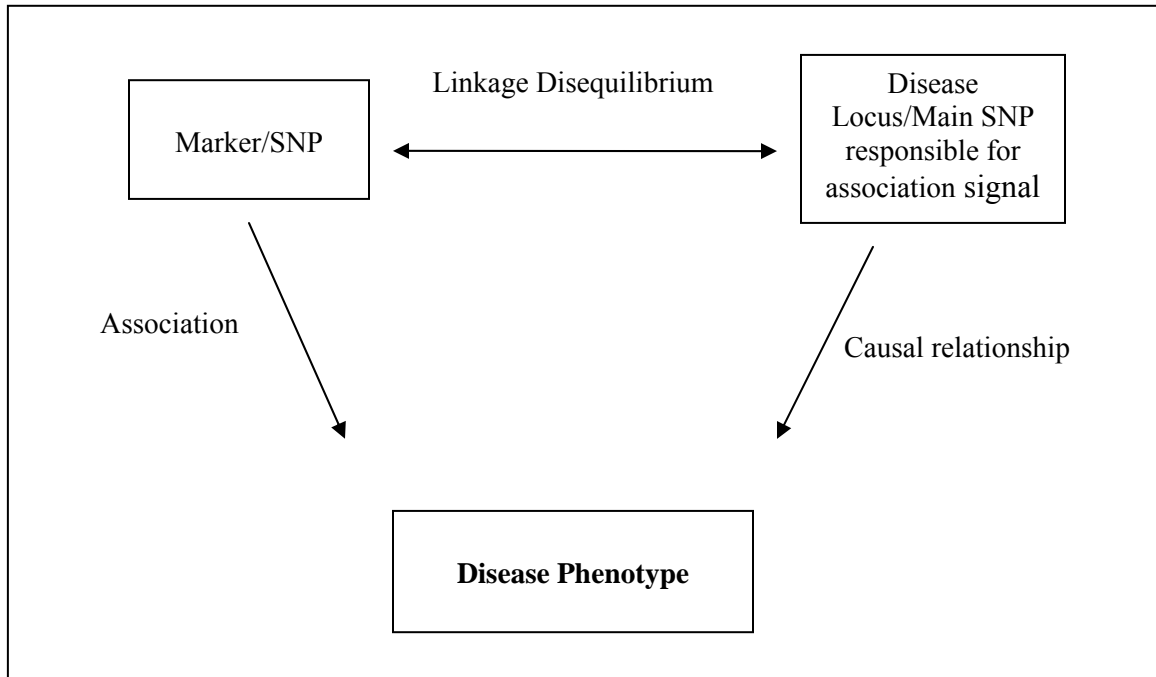 Linkage Disequilibrium
Marker/SNP
Disease
Locus/Main SNP
responsible for
association signal
Association
Causal relationship
Disease Phenotype